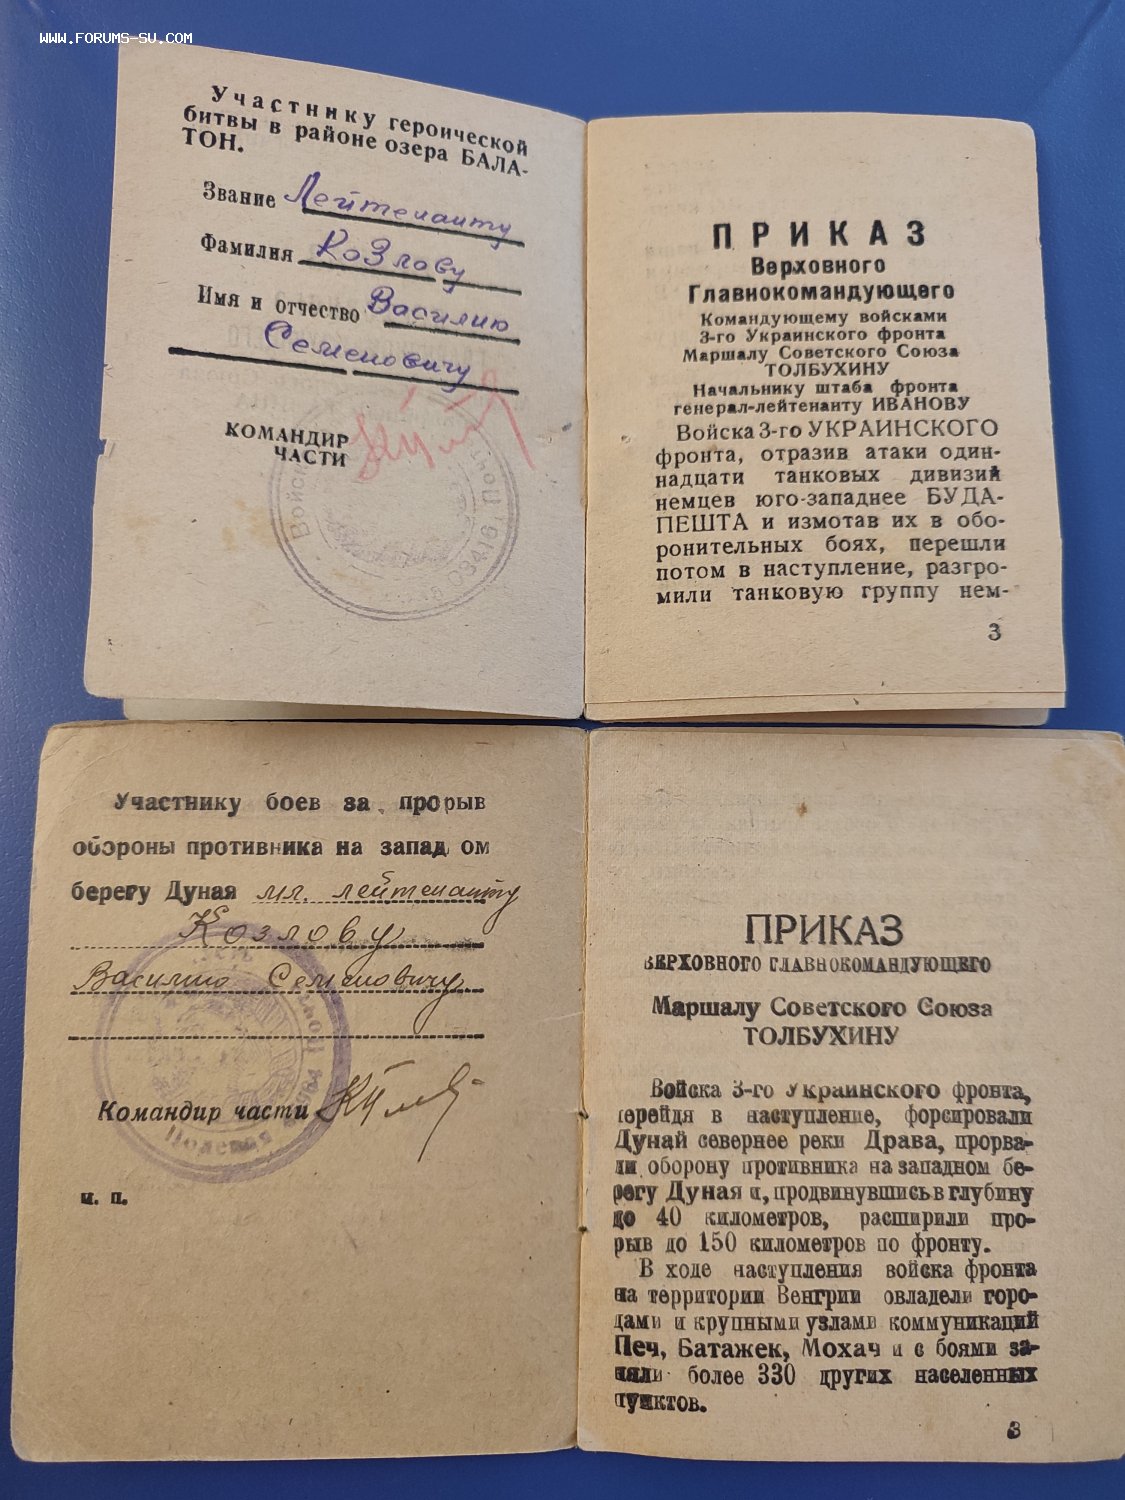 WWW.FORUMS-SU.COM
Участнику героической
битвы в районе озера БАЛА-
ТОН.
Звание Лейтенанту
Фамилия Козлову
Имя и отчество Василию
Семеновичу
КОМАНДИР
ЧАСТИ
Войск
03416
ПРИКАЗ
Верховного
Главнокомандующего
Командующему войсками
3-го Украинского фронта
Маршалу Советского Союза
ТОЛБУХИНУ
Начальнику штаба фронта
генерал-лейтенанту ИВАНОВУ
Войска 3-го УКРАИНСКОГО
фронта, отразив атаки один-
надцати танковых дивизий
немцев юго-западнее БУДА-
ПЕШТА и измотав их в обо-
ронительных боях, перешли
потом в наступление, разгро-
мили танковую группу нем-
3
Участнику боев за прорыв
обороны противника на запад ом
берегу Дуная мл. лейтенанту
Козлову
Василию Семеновичу
Командир части
Полевая
м. п.
ПРИКАЗ
ВЕРХОВНОГО ГЛАВНОКОМАНДУЮЩЕГО
Маршалу Советского Союза
ТОЛБУХИНУ
Войска 3-го Украинского фронта,
перейдя в наступление, форсировали
Дунай севернее реки Драва, прорва-
ли оборону противника на западном бе-
регу Дуная и, продвинувшись в глубину
до 40 километров, расширили про-
рыв до 150 километров по фронту.
В ходе наступления войска фронта
на территории Венгрии овладели горо-
дами и крупными узлами коммуникаций
Печ, Батажек, Мохач и с боями за-
няли более 330 других населенных
пунктов.
3